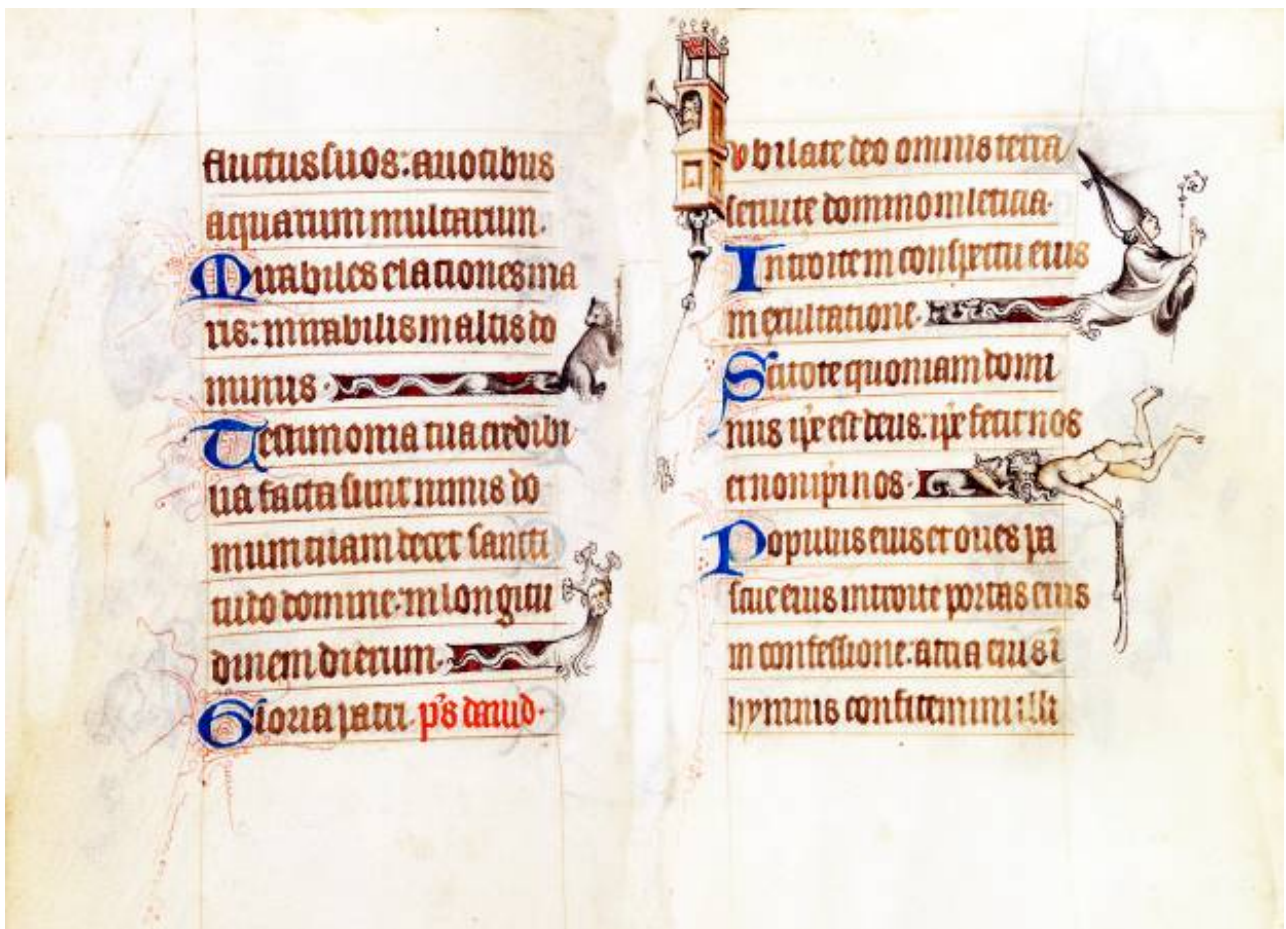 fluctus suos: a vocibus
aquarum multarum.
Mirabiles elationes ma
ris: mirabilis in altis do
minus.
Testimonia tua credibi
lia facta sunt nimis do
mum tuam decet sancti
tudo domine. in longitu
dinem dierum.
Gloria patri. ps david.
Jubilate deo omnis terra
servite domino in leticia.
Introite in conspectu eius
in exultatione.
Scitote quoniam domi
nus ipe est deus: ipe fecit nos
et non ipi nos.
Populus eius et oves pa
scue eius introite portas eius
in confessione. atria eius i
hymnis confitemini illi